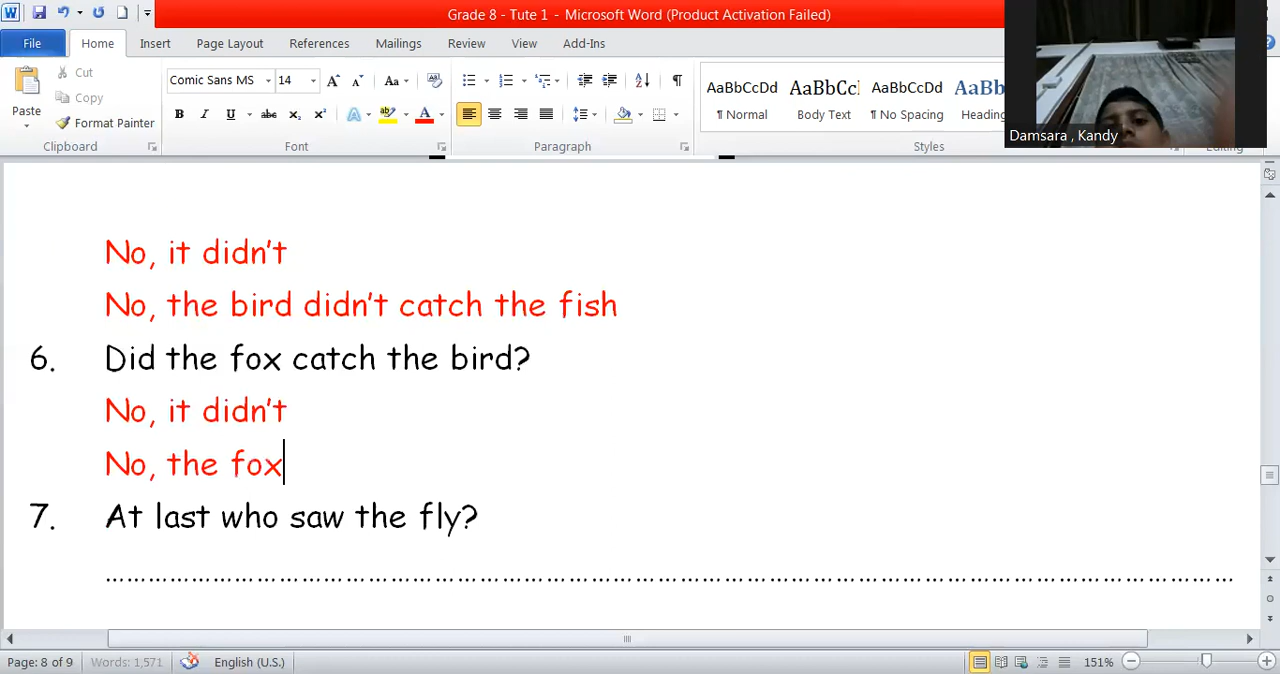 Grade 8 - Tute 1 - Microsoft Word (Product Activation Failed)
File Home Insert Page Layout References Mailings Review View Add-Ins
Paste
Cut
Copy
Format Painter
Clipboard
Comic Sans MS 14
Font
Paragraph
AaBbCcDd AaBbCcl AaBbCcDd AaBbC
¶ Normal Body Text ¶ No Spacing Heading
Styles
Editing
Damsara , Kandy
No, it didn't
No, the bird didn't catch the fish
6. Did the fox catch the bird?
No, it didn't
No, the fox
7. At last who saw the fly?
Page: 8 of 9 Words: 1,571 English (U.S.) 151%